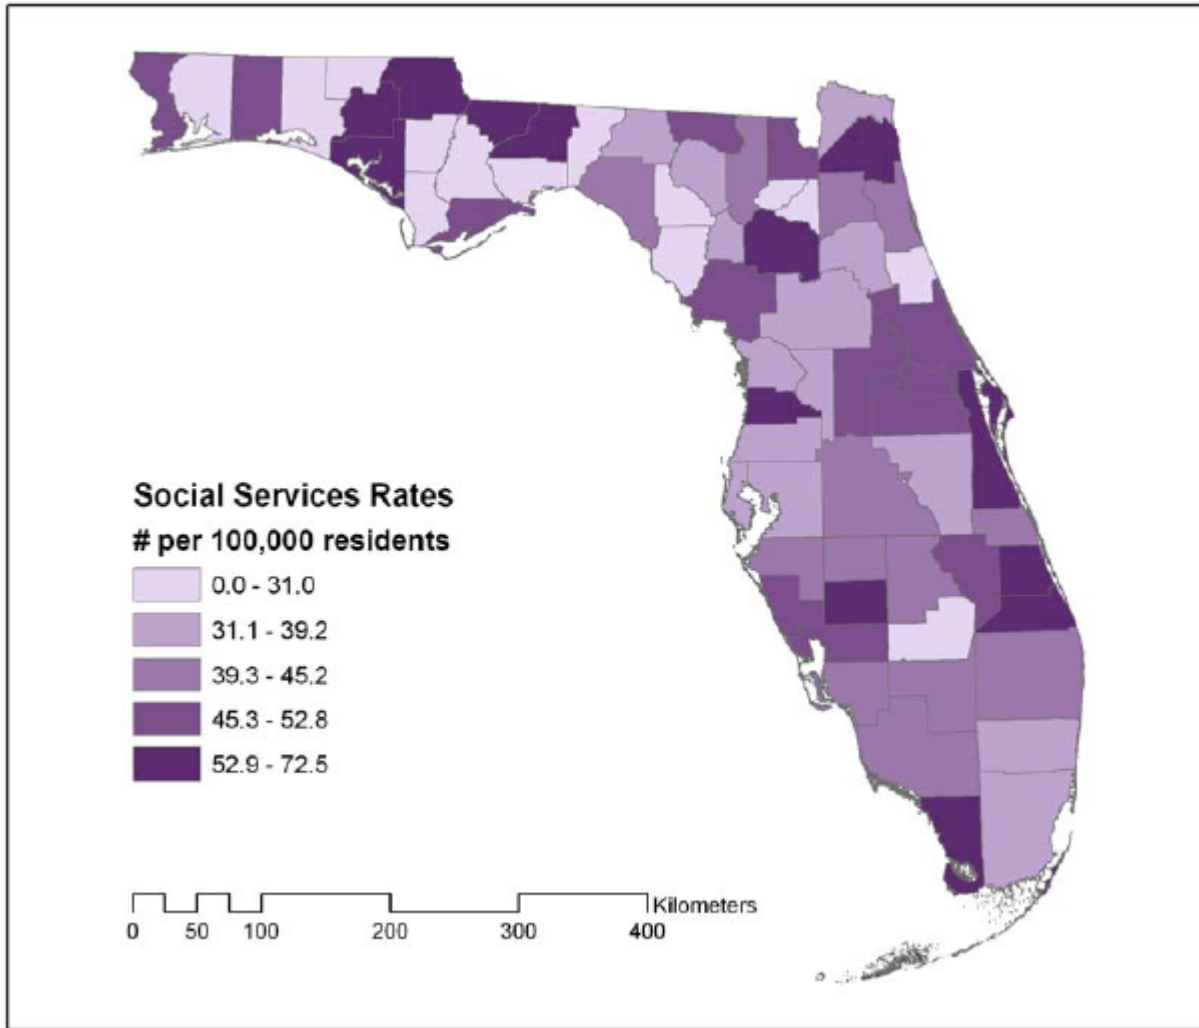 Social Services Rates
# per 100,000 residents
0.0 - 31.0
31.1 - 39.2
39.3 - 45.2
45.3 - 52.8
52.9 - 72.5
Kilometers
0 50 100 200 300 400